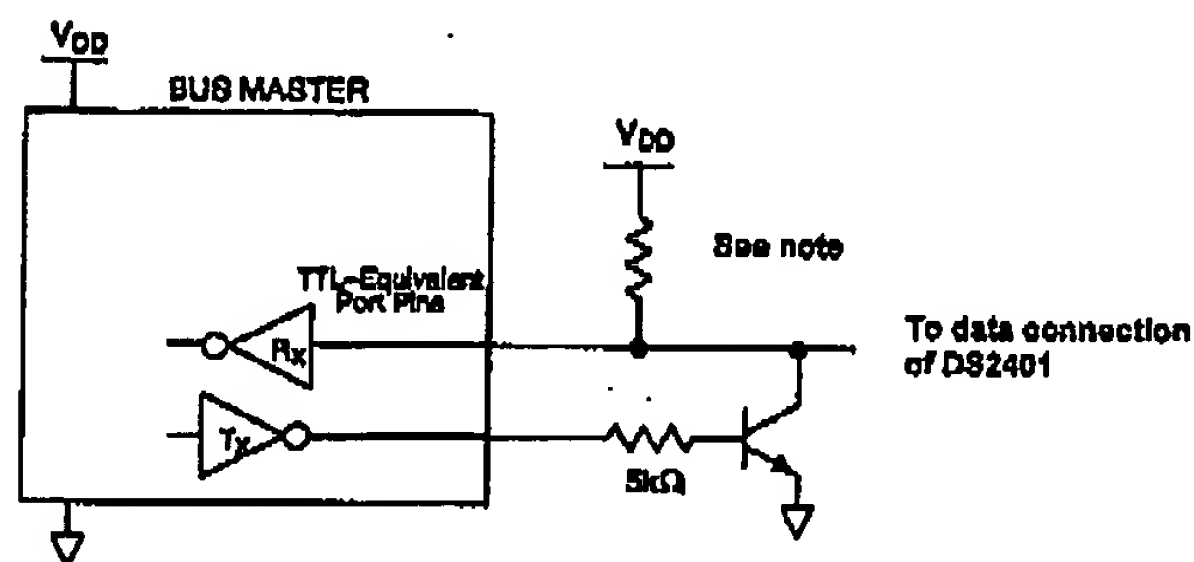 VDD
BUS MASTER
VDD
See note
TTL-Equivalent
Port Pins
RX
To data connection
of DS2401
TX
5kΩ